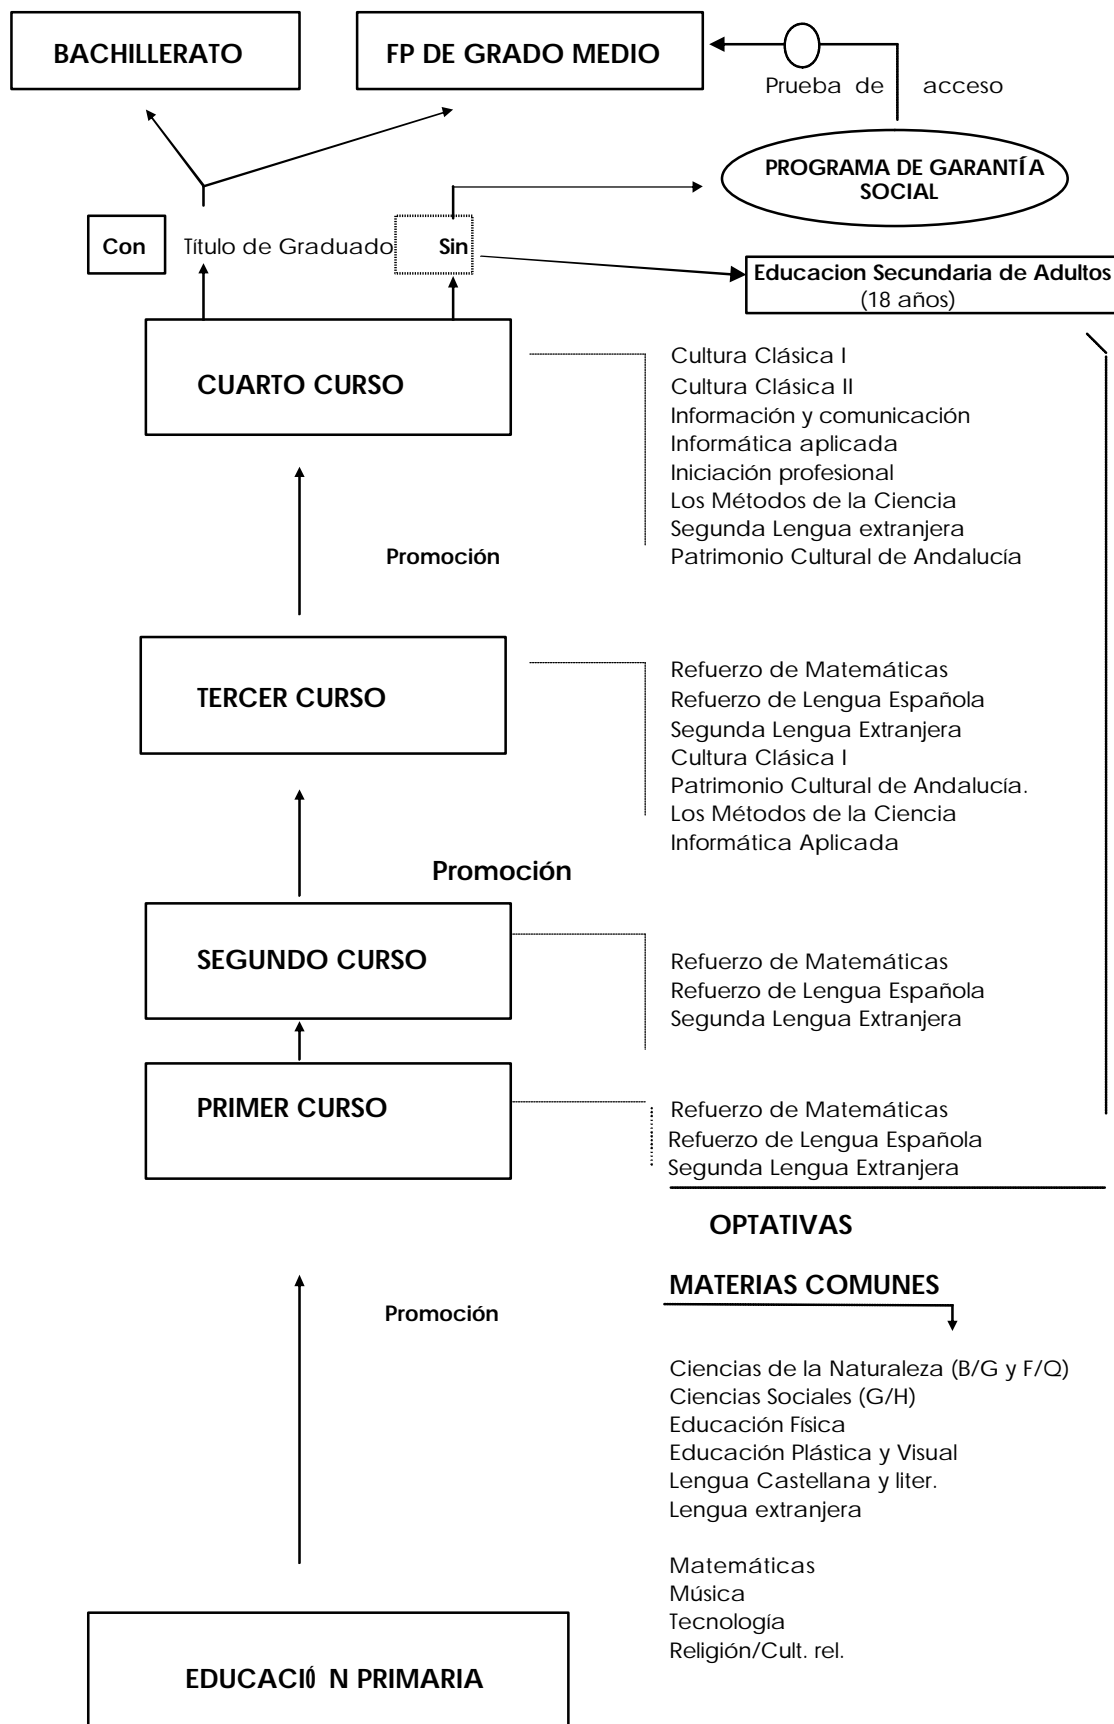 BACHILLERATO
FP DE GRADO MEDIO
Prueba de acceso
PROGRAMA DE GARANTÍA
SOCIAL
Con Título de Graduado Sin
Educacion Secundaria de Adultos
(18 años)
CUARTO CURSO
Cultura Clásica I
Cultura Clásica II
Información y comunicación
Informática aplicada
Iniciación profesional
Los Métodos de la Ciencia
Segunda Lengua extranjera
Patrimonio Cultural de Andalucía
Promoción
TERCER CURSO
Refuerzo de Matemáticas
Refuerzo de Lengua Española
Segunda Lengua Extranjera
Cultura Clásica I
Patrimonio Cultural de Andalucía.
Los Métodos de la Ciencia
Informática Aplicada
Promoción
SEGUNDO CURSO
Refuerzo de Matemáticas
Refuerzo de Lengua Española
Segunda Lengua Extranjera
PRIMER CURSO
Refuerzo de Matemáticas
Refuerzo de Lengua Española
Segunda Lengua Extranjera
OPTATIVAS
MATERIAS COMUNES
Promoción
Ciencias de la Naturaleza (B/G y F/Q)
Ciencias Sociales (G/H)
Educación Física
Educación Plástica y Visual
Lengua Castellana y liter.
Lengua extranjera
Matemáticas
Música
Tecnología
Religión/Cult. rel.
EDUCACIÓN PRIMARIA